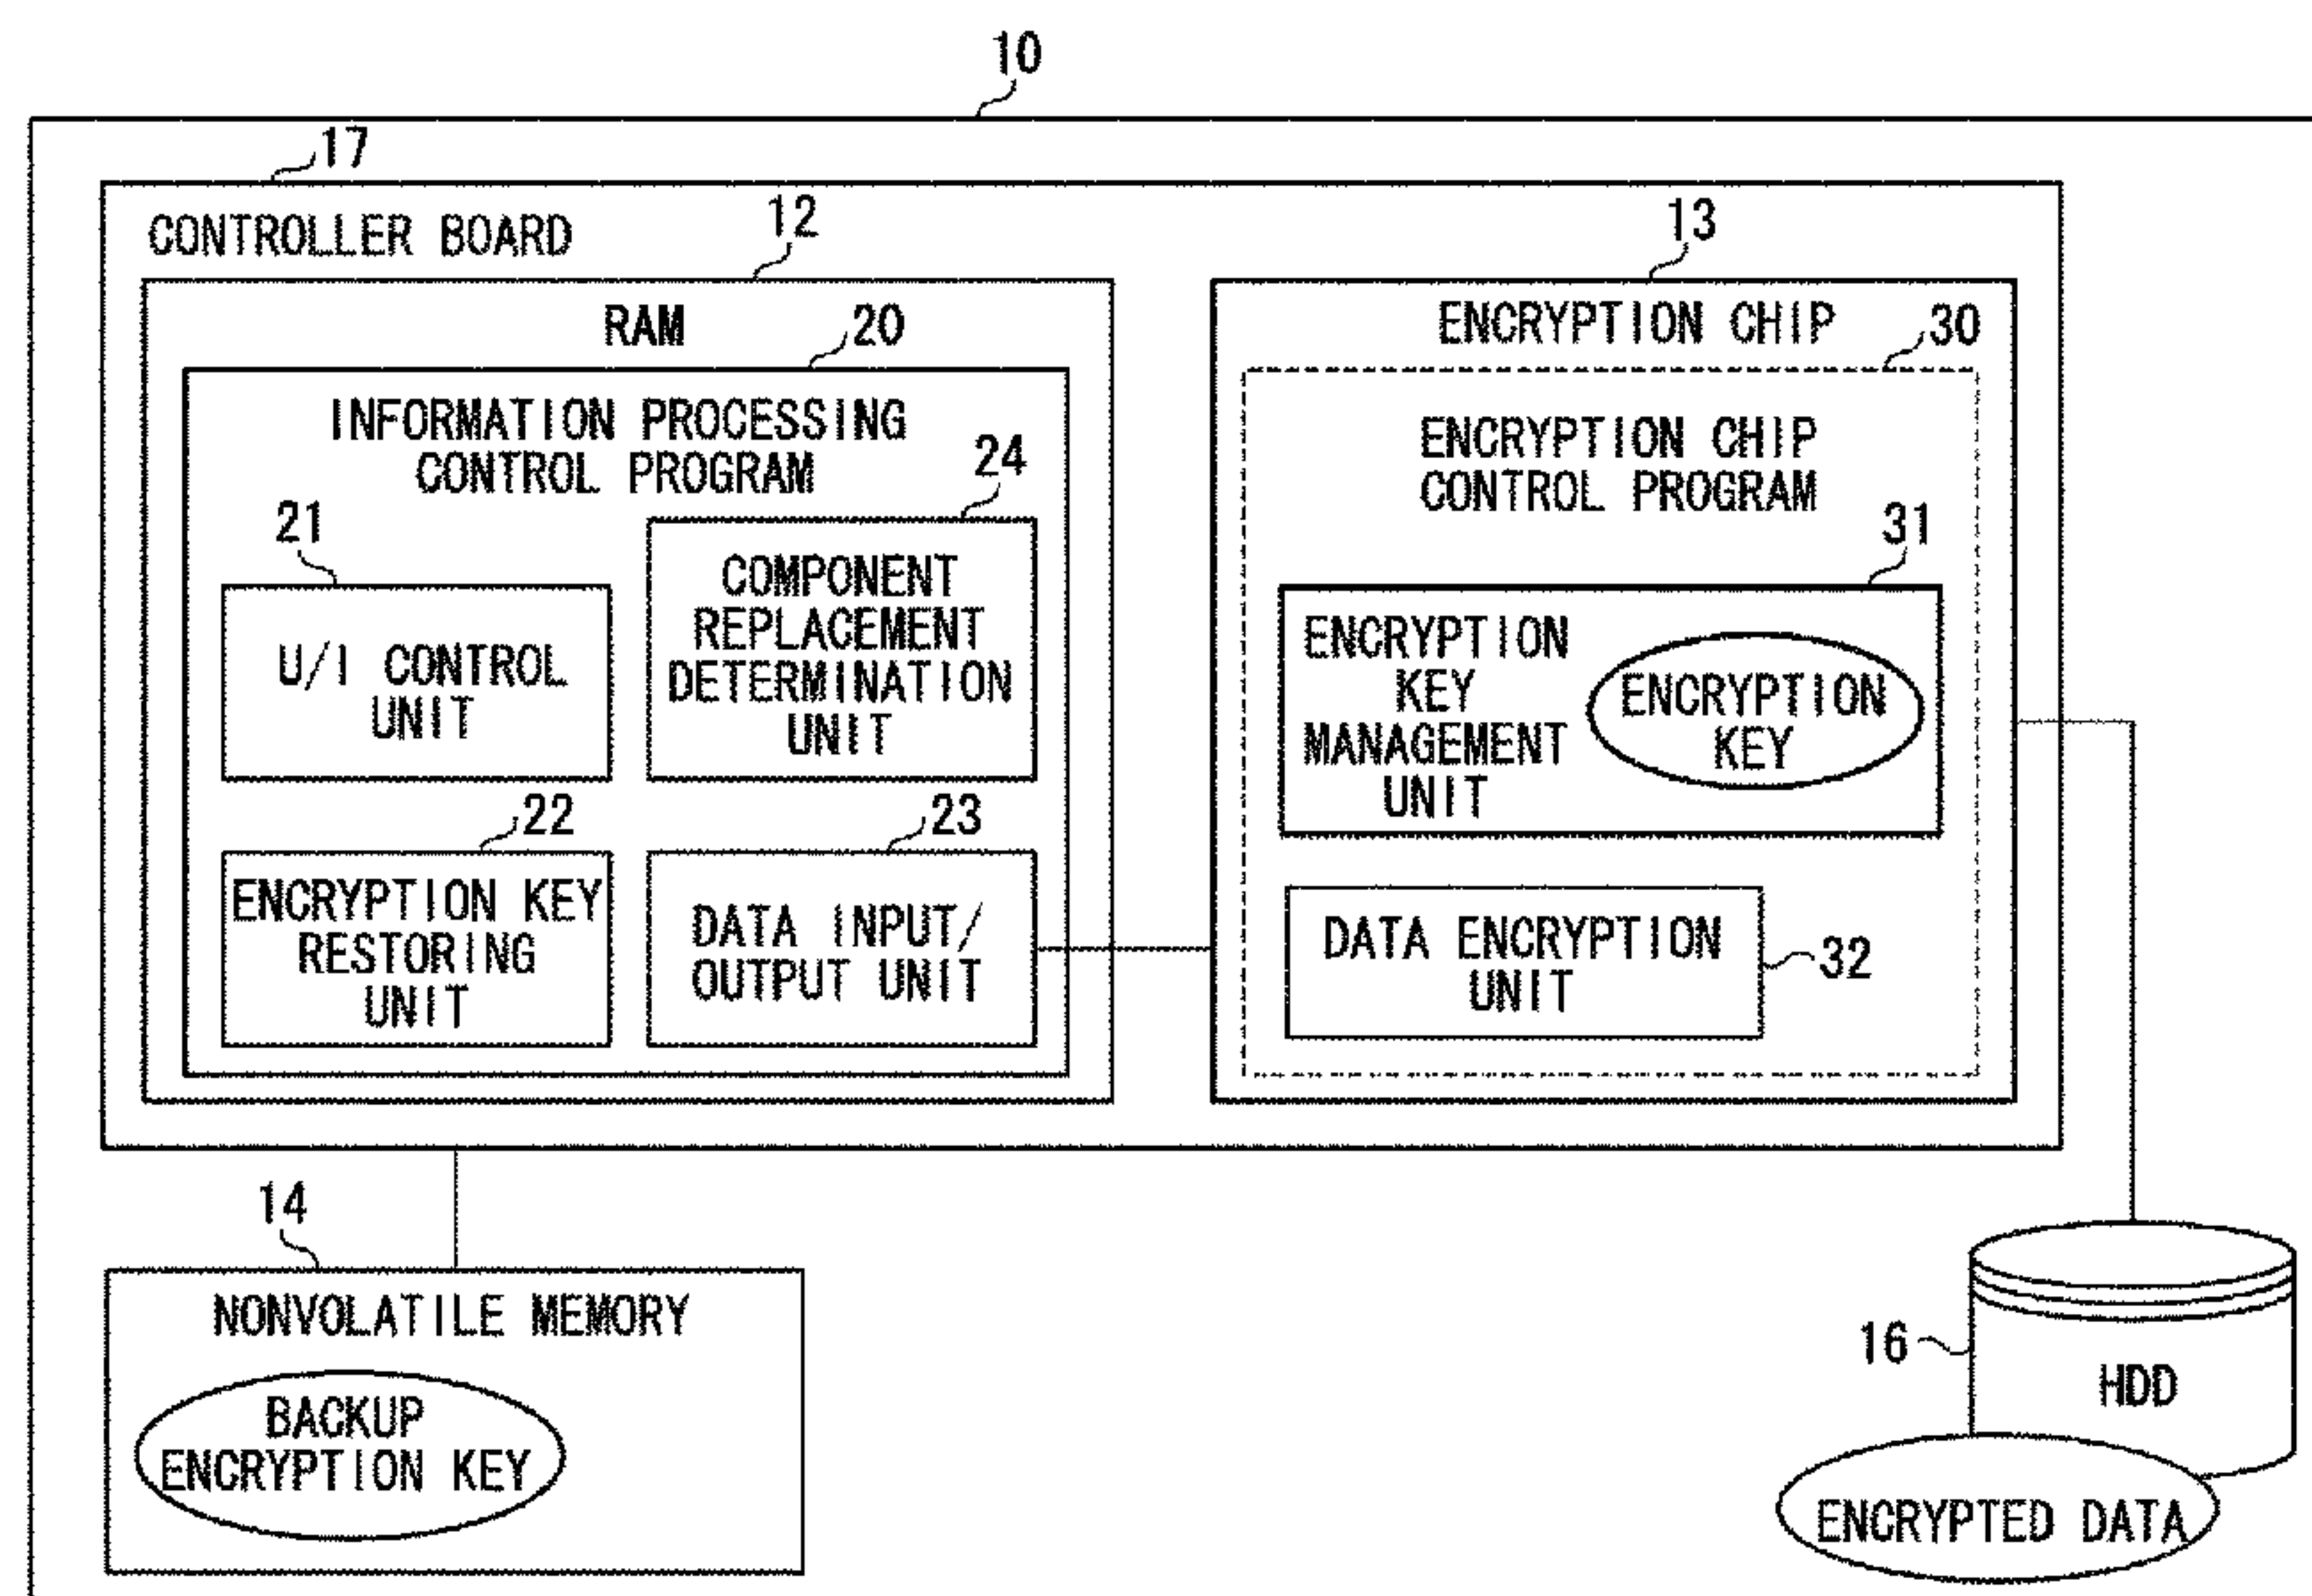 10
17
CONTROLLER BOARD
12
RAM
20
INFORMATION PROCESSING
CONTROL PROGRAM
21
U/I CONTROL
UNIT
24
COMPONENT
REPLACEMENT
DETERMINATION
UNIT
22
ENCRYPTION KEY
RESTORING
UNIT
23
DATA INPUT/
OUTPUT UNIT
13
ENCRYPTION CHIP
30
ENCRYPTION CHIP
CONTROL PROGRAM
31
ENCRYPTION
KEY
MANAGEMENT
UNIT
ENCRYPTION
KEY
DATA ENCRYPTION
UNIT
32
14
NONVOLATILE MEMORY
BACKUP
ENCRYPTION KEY
16
HDD
ENCRYPTED DATA